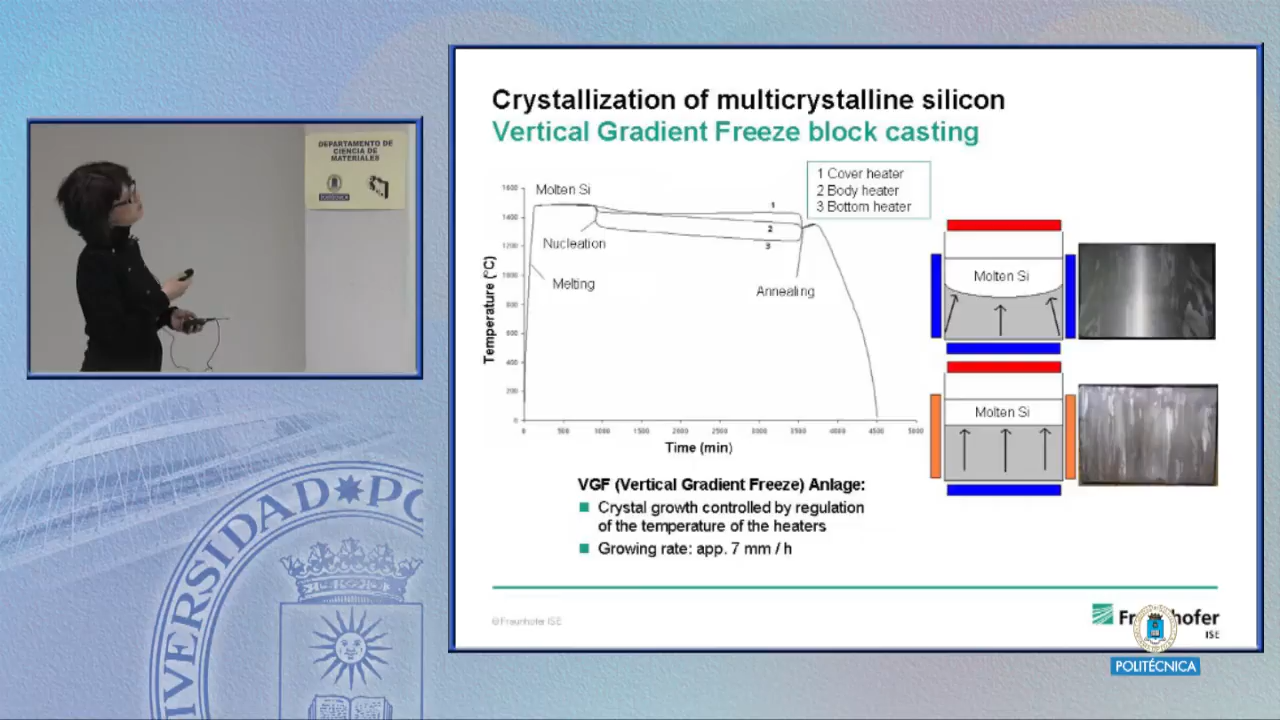 DEPARTAMENTO DE
CIENCIA DE
MATERIALES
POLITÉCNICA
Crystallization of multicrystalline silicon
Vertical Gradient Freeze block casting
1 Cover heater
2 Body heater
3 Bottom heater
Molten Si
Nucleation
Melting
Annealing
1
2
3
Temperature (°C)
1600
1400
1200
1000
800
600
400
200
0
0 500 1000 1500 2000 2500 3000 3500 4000 4500 5000
Time (min)
Molten Si
Molten Si
VGF (Vertical Gradient Freeze) Anlage:
Crystal growth controlled by regulation
of the temperature of the heaters
Growing rate: app. 7 mm / h
©Fraunhofer ISE
ISE
POLITÉCNICA
VERSIDAD PO